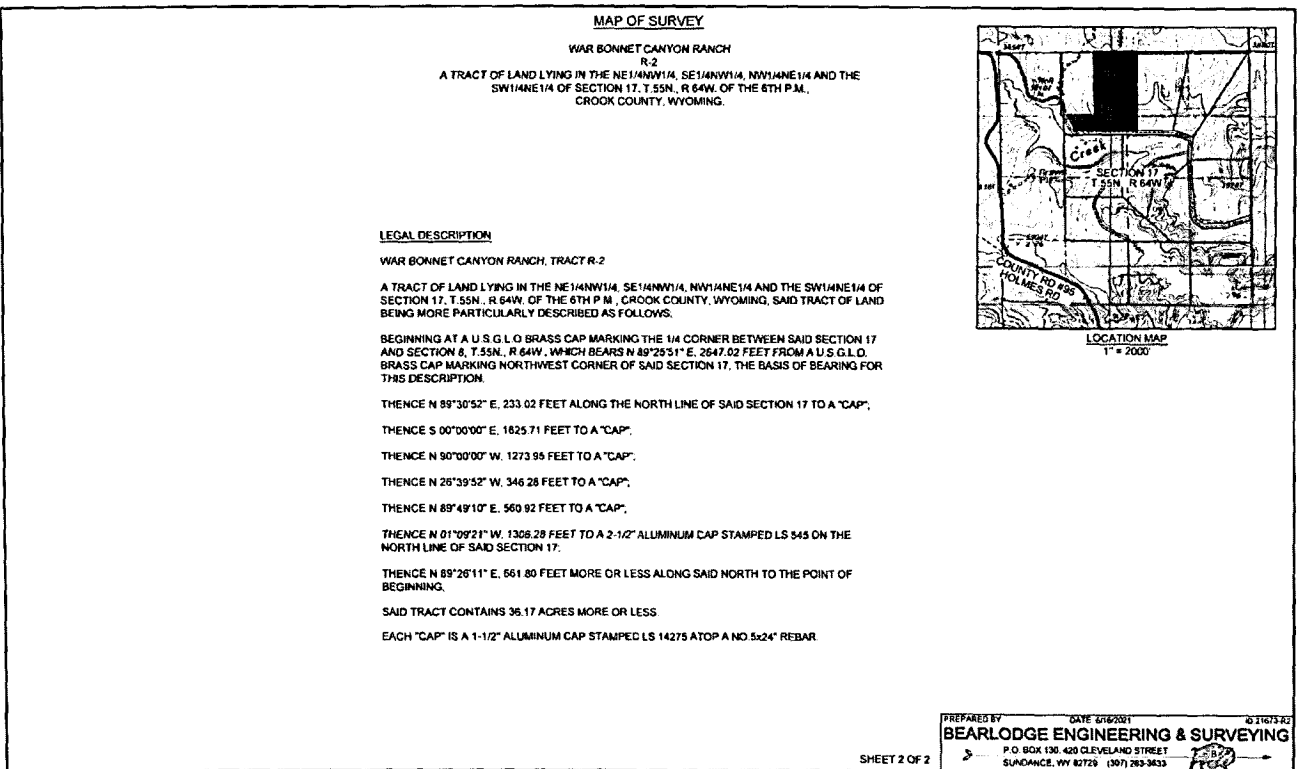 MAP OF SURVEY
WAR BONNET CANYON RANCH
R-2
A TRACT OF LAND LYING IN THE NE1/4NW1/4, SE1/4NW1/4, NW1/4NE1/4 AND THE
SW1/4NE1/4 OF SECTION 17, T.55N., R 64W. OF THE 6TH P.M.,
CROOK COUNTY, WYOMING.
Creek
SECTION 17
T.55N., R 64W.
COUNTY RD #95
HOLMES RD
LOCATION MAP
1" = 2000'
LEGAL DESCRIPTION
WAR BONNET CANYON RANCH, TRACT R-2
A TRACT OF LAND LYING IN THE NE1/4NW1/4, SE1/4NW1/4, NW1/4NE1/4 AND THE SW1/4NE1/4 OF
SECTION 17, T.55N., R.64W. OF THE 6TH P M , CROOK COUNTY, WYOMING, SAID TRACT OF LAND
BEING MORE PARTICULARLY DESCRIBED AS FOLLOWS.
BEGINNING AT A U.S.G.L.O BRASS CAP MARKING THE 1/4 CORNER BETWEEN SAID SECTION 17
AND SECTION 8, T.55N., R 64W , WHICH BEARS N 89°25'51" E, 2647.02 FEET FROM A U.S.G.L.O.
BRASS CAP MARKING NORTHWEST CORNER OF SAID SECTION 17, THE BASIS OF BEARING FOR
THIS DESCRIPTION.
THENCE N 89°30'52" E, 233.02 FEET ALONG THE NORTH LINE OF SAID SECTION 17 TO A "CAP";
THENCE S 00°00'00" E, 1625.71 FEET TO A "CAP";
THENCE N 90°00'00" W, 1273.95 FEET TO A "CAP";
THENCE N 26°39'52" W, 346.28 FEET TO A "CAP";
THENCE N 89°49'10" E, 560.92 FEET TO A "CAP";
THENCE N 01°09'21" W, 1306.28 FEET TO A 2-1/2" ALUMINUM CAP STAMPED LS 545 ON THE
NORTH LINE OF SAID SECTION 17;
THENCE N 89°26'11" E, 661.80 FEET MORE OR LESS ALONG SAID NORTH TO THE POINT OF
BEGINNING,
SAID TRACT CONTAINS 36.17 ACRES MORE OR LESS.
EACH "CAP" IS A 1-1/2" ALUMINUM CAP STAMPED LS 14275 ATOP A NO.5x24" REBAR
SHEET 2 OF 2
PREPARED BY DATE 6/16/2021 ID 21673-R2
BEARLODGE ENGINEERING & SURVEYING
P.O. BOX 130, 420 CLEVELAND STREET
SUNDANCE, WY 82729 (307) 283-3633